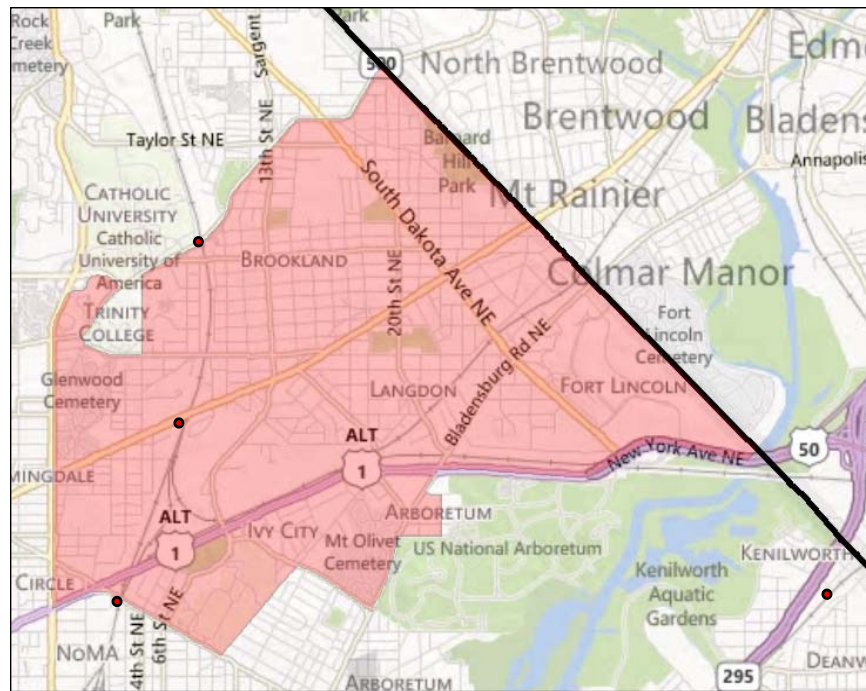 Rock
Creek
Cemetery
Park
Park
Sargent
500
North Brentwood
Edm
Taylor St NE
13th St NE
Barnard
Hill
Park
Brentwood
Bladens
Annapolis
Catholic
University
Catholic
University of
America
South Dakota Ave NE
Mt Rainier
Brookland
20th St NE
Colmar Manor
Trinity
College
Fort
Lincoln
Cemetery
Glenwood
Cemetery
Langdon
Bladensburg Rd NE
Fort Lincoln
ALT
1
New York Ave NE
50
MINGDALE
ALT
1
Ivy City
Mt Olivet
Cemetery
Arboretum
US National Arboretum
Kenilworth
Kenilworth
Aquatic
Gardens
Circle
4th St NE
6th St NE
NoMa
Arboretum
295
Deanw